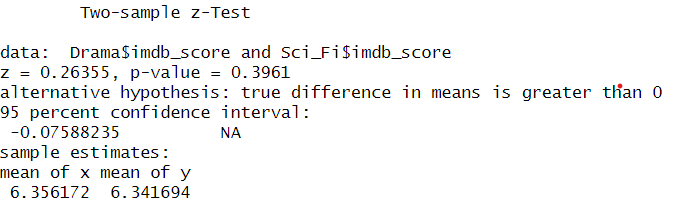 Two-sample z-Test
data: Drama$imdb_score and Sci_Fi$imdb_score
z = 0.26355, p-value = 0.3961
alternative hypothesis: true difference in means is greater than 0
95 percent confidence interval:
-0.07588235 NA
sample estimates:
mean of x mean of y
6.356172 6.341694